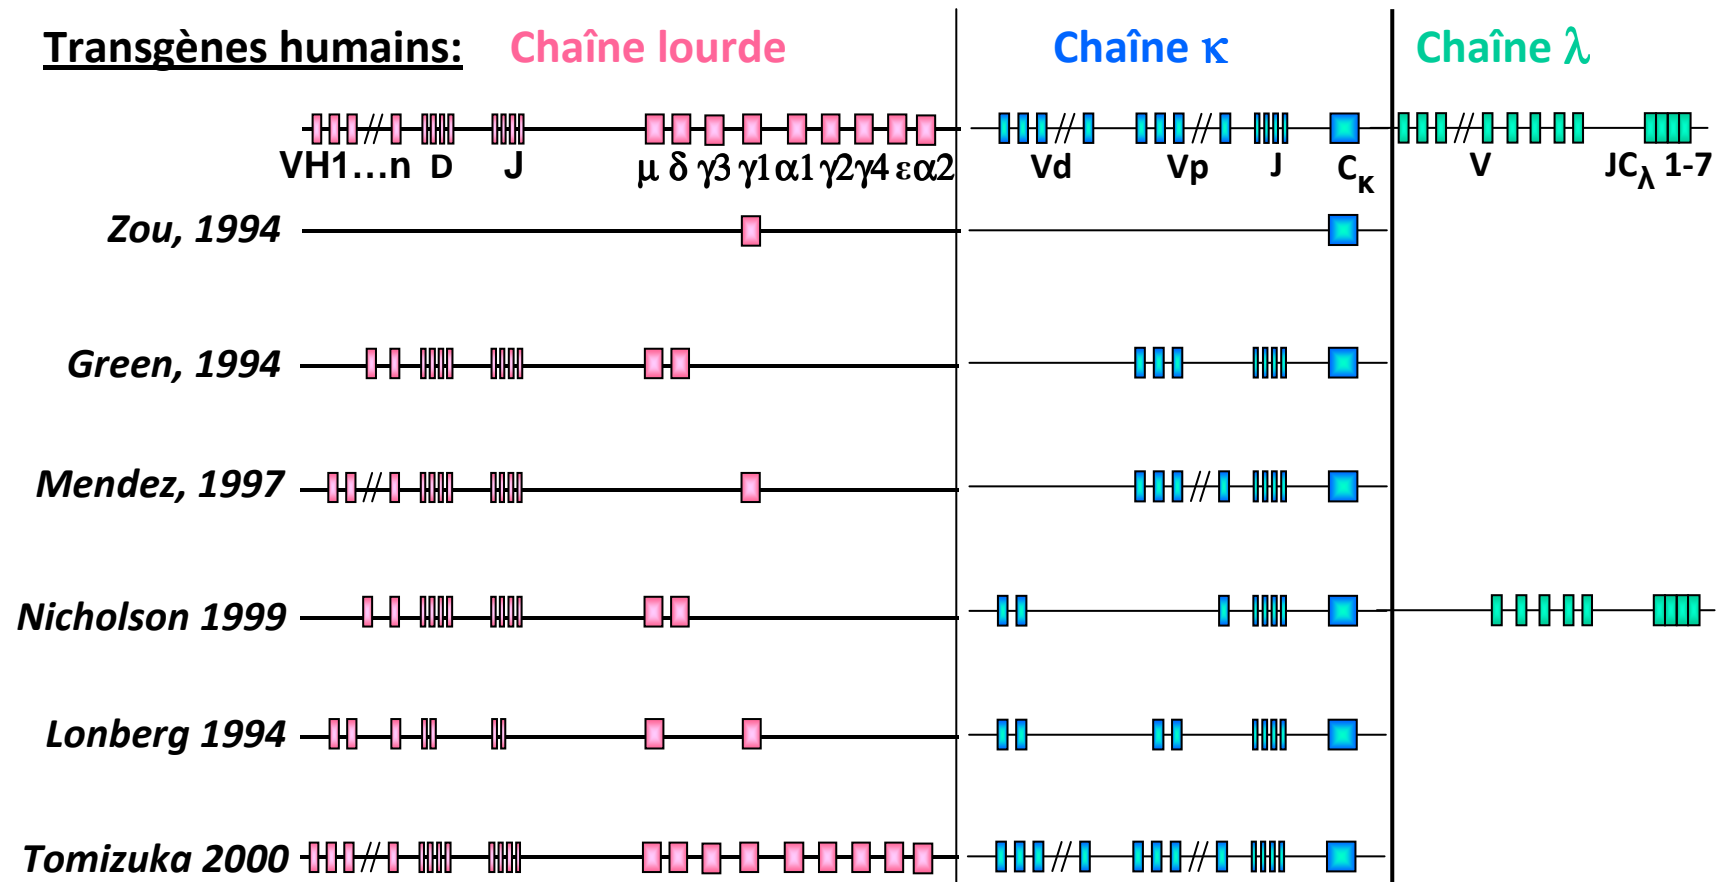 Transgènes humains: Chaîne lourde Chaîne κ Chaîne λ
VH1...n D J μ δ γ3 γ1 α1 γ2 γ4 ε α2 Vd Vp J Cκ V JCλ 1-7
Zou, 1994
Green, 1994
Mendez, 1997
Nicholson 1999
Lonberg 1994
Tomizuka 2000